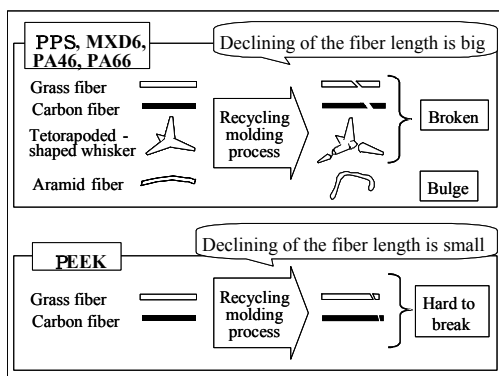 PPS, MXD6,
PA46, PA66
Declining of the fiber length is big
Grass fiber
Carbon fiber
Tetorapoded -
shaped whisker
Aramid fiber
Recycling
molding
process
Broken
Bulge
PEEK
Declining of the fiber length is small
Grass fiber
Carbon fiber
Recycling
molding
process
Hard to
break